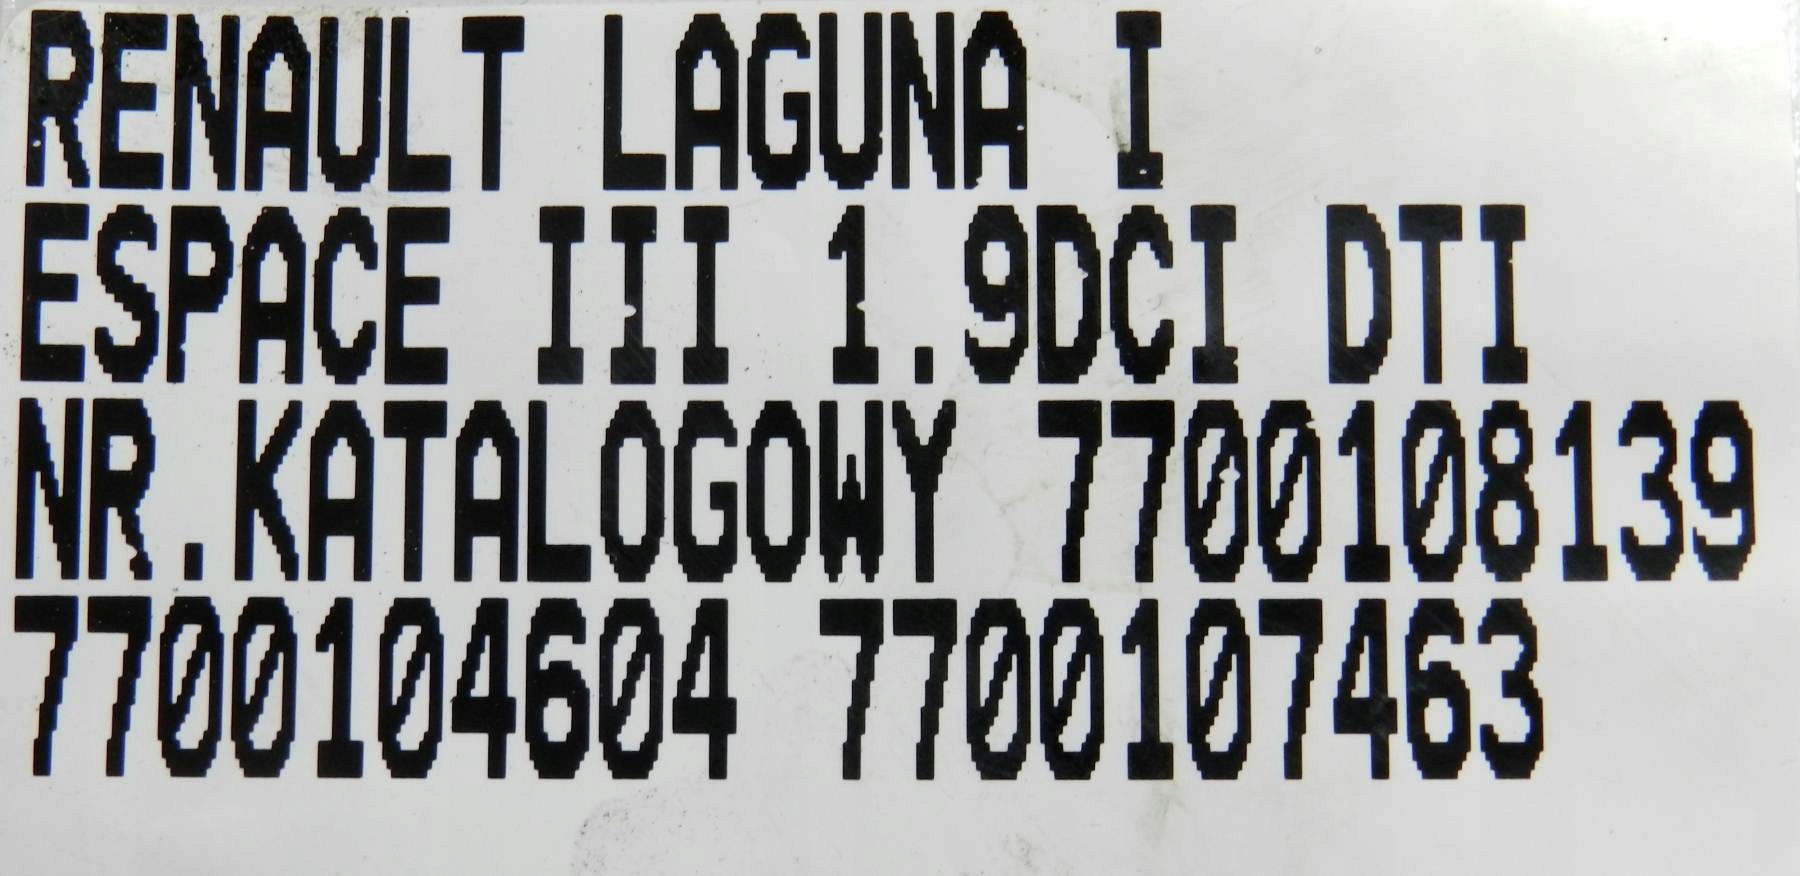 RENAULT LAGUNA I
ESPACE III 1.9DCI DTI
NR.KATALOGOWY 7700108139
7700104604 7700107463